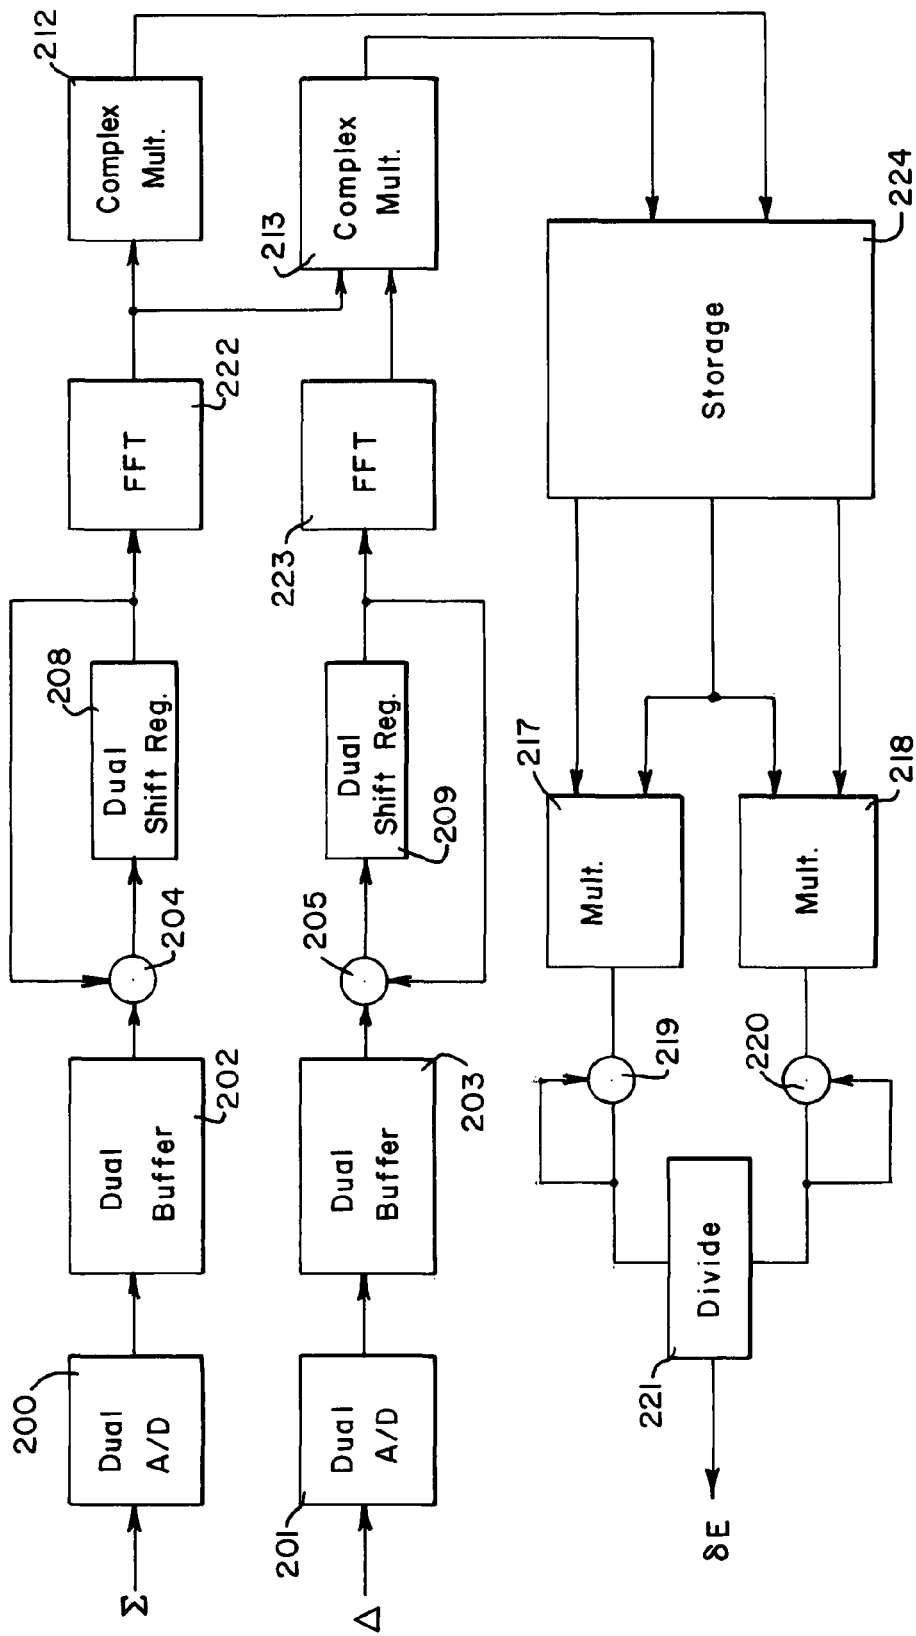 Σ
200
Dual
A/D
Dual
Buffer
202
204
208
Dual
Shift Reg.
FFT
222
212
Complex
Mult.
Δ
201
Dual
A/D
Dual
Buffer
203
205
Dual
Shift Reg.
209
223
FFT
213
Complex
Mult.
δE
221
Divide
219
220
217
Mult.
Mult.
218
Storage
224